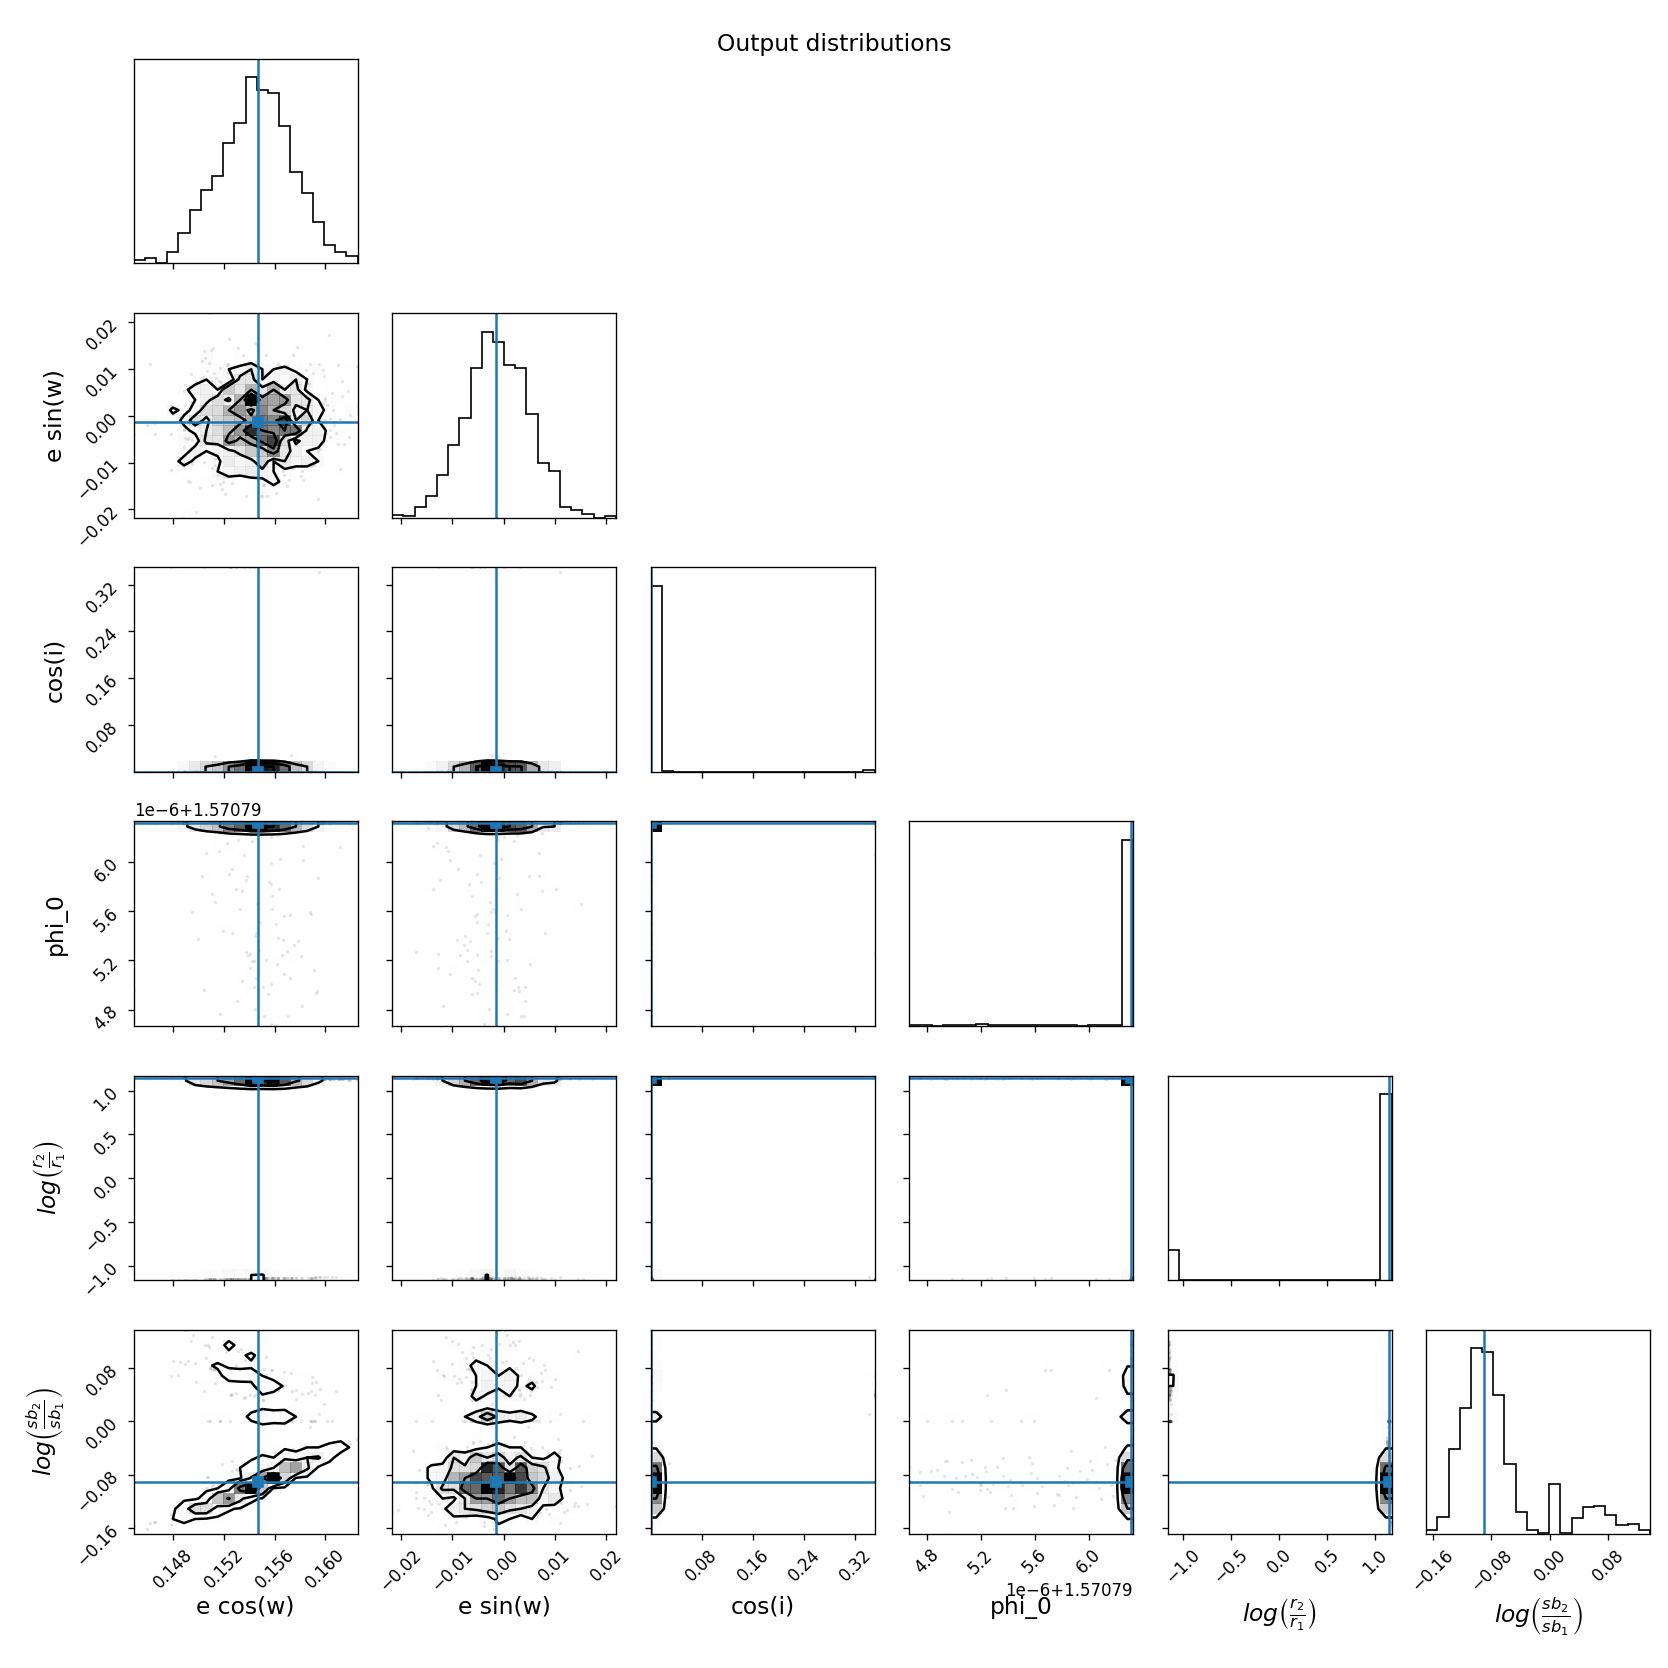 Output distributions
0.02
0.01
0.00
−0.01
−0.02
e sin(w)
0.32
0.24
0.16
0.08
cos(i)
1e−6+1.57079
6.0
5.6
5.2
4.8
phi_0
1.0
0.5
0.0
−0.5
−1.0
log(r₂/r₁)
0.08
0.00
−0.08
−0.16
log(sb₂/sb₁)
0.148 0.152 0.156 0.160
−0.02 −0.01 0.00 0.01 0.02
0.08 0.16 0.24 0.32
4.8 5.2 5.6 6.0
−1.0 −0.5 0.0 0.5 1.0
−0.16 −0.08 0.00 0.08
1e−6+1.57079
e cos(w)
e sin(w)
cos(i)
phi_0
log(r₂/r₁)
log(sb₂/sb₁)